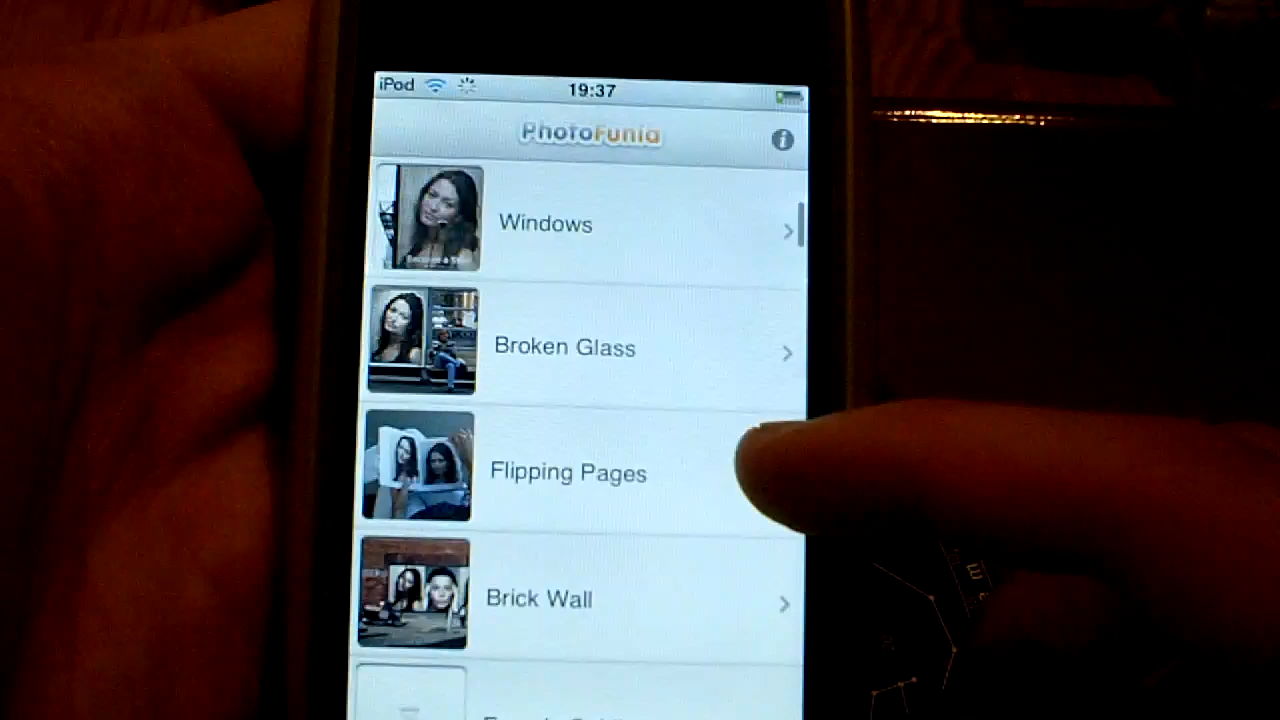 iPod 19:37
PhotoFunia
Windows
Broken Glass
Flipping Pages
Brick Wall